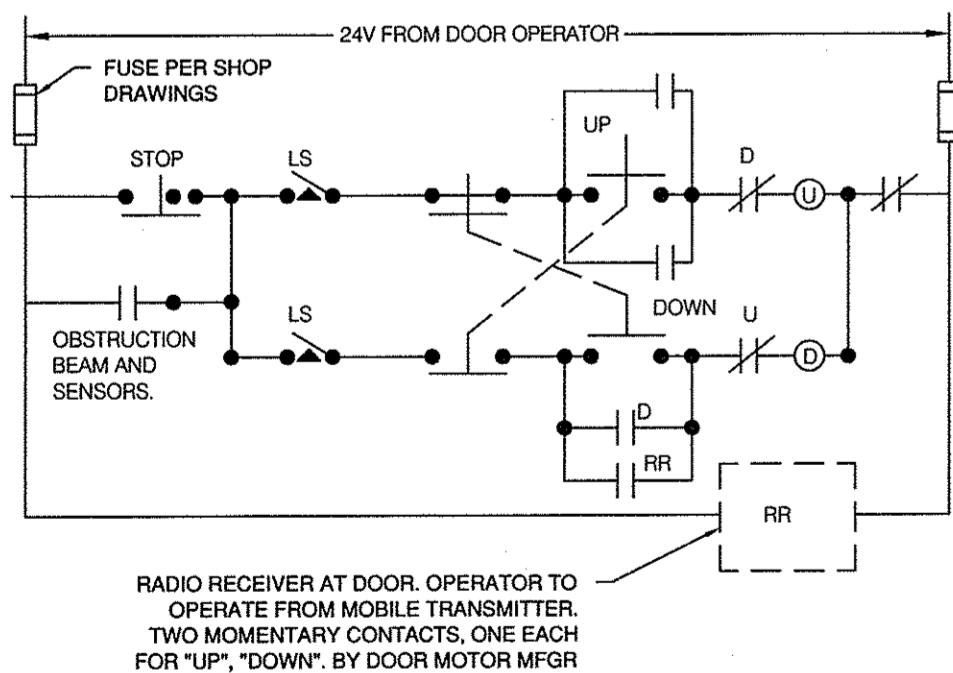 24V FROM DOOR OPERATOR
FUSE PER SHOP
DRAWINGS
UP
STOP
LS
D
U
DOWN
LS
U
D
OBSTRUCTION
BEAM AND
SENSORS.
D
RR
RR
RADIO RECEIVER AT DOOR. OPERATOR TO
OPERATE FROM MOBILE TRANSMITTER.
TWO MOMENTARY CONTACTS, ONE EACH
FOR "UP", "DOWN". BY DOOR MOTOR MFGR